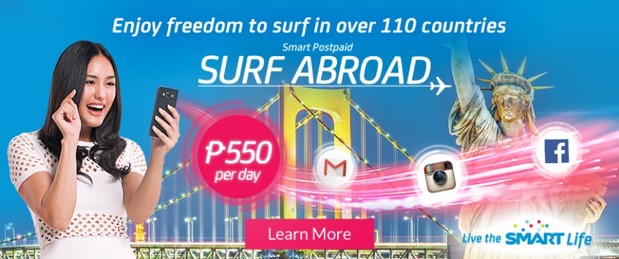 Enjoy freedom to surf in over 110 countries
Smart Postpaid
SURF ABROAD
₱550
per day
Learn More
Live the SMART Life